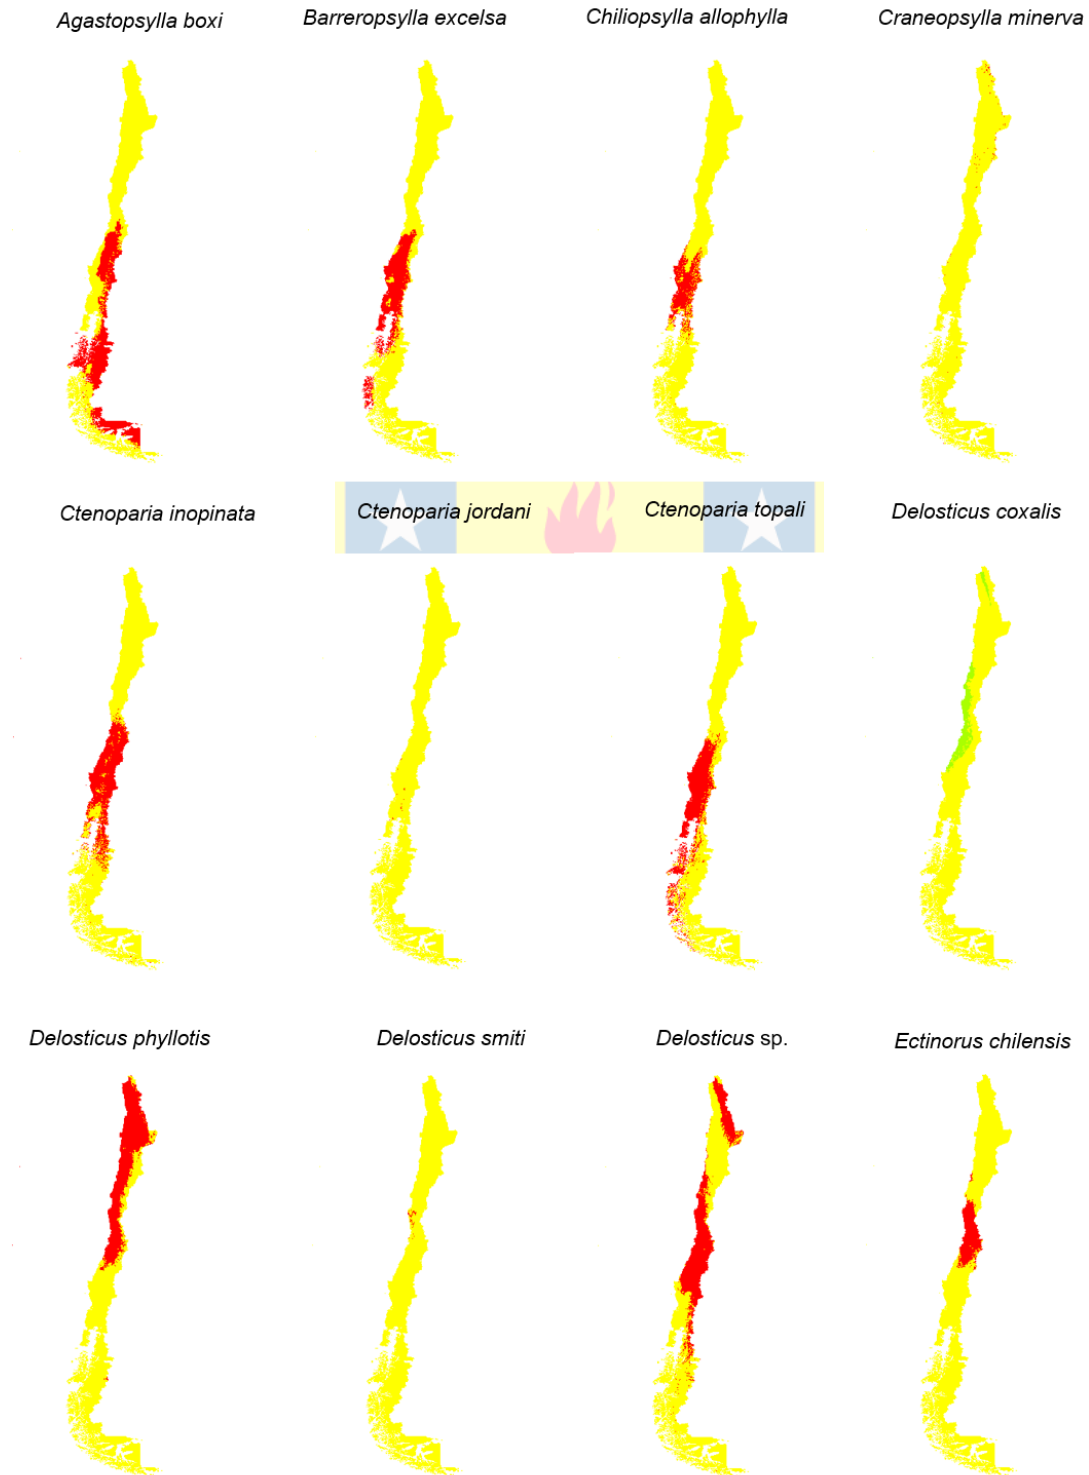 Agastopsylla boxi
Barreropsylla excelsa
Chiliopsylla allophylla
Craneopsylla minerva
Ctenoparia inopinata
Ctenoparia jordani
Ctenoparia topali
Delosticus coxalis
Delosticus phyllotis
Delosticus smiti
Delosticus sp.
Ectinorus chilensis